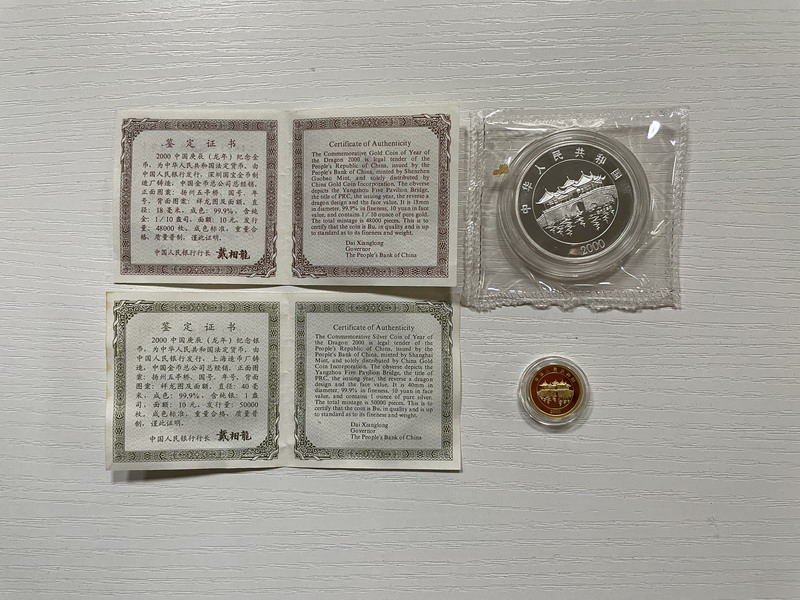 鉴定证书
2000中国庚辰(龙年)纪念金
币,为中华人民共和国法定货币,由
中国人民银行发行,深圳国宝金币制
造厂铸造,中国金币总公司总经销。
正面图案:扬州五亭桥、国号、年
号,背面图案:祥龙图及面额,直
径:18毫米,成色:99.9%,含纯
金:1/10盎司,面额:10元,发行
量:48000枚,成色标准,重量合
格,质量普制,谨此证明。
中国人民银行行长 戴相龙
Certificate of Authenticity
The Commemorative Gold Coin of Year of
the Dragon 2000 is legal tender of the
People's Republic of China, issued by the
People's Bank of China, minted by Shenzhen
Guobao Mint, and solely distributed by
China Gold Coin Incorporation. The obverse
depicts the Yangzhou Five Pavilion Bridge, the
title of PRC, the issuing year, the reverse a
dragon design and the face value. It is 18mm
in diameter, 99.9% in fineness, 10 yuan in face
value, and contains 1/10 ounce of pure gold.
The total mintage is 48000 pieces. This is to
certify that the coin is Bu. in quality and is up
to standard as to its fineness and weight.
Dai Xianglong
Governor
The People's Bank of China
鉴定证书
2000中国庚辰(龙年)纪念银
币,为中华人民共和国法定货币,由
中国人民银行发行,上海造币厂铸
造,中国金币总公司总经销。正面
图案:扬州五亭桥、国号、年号,背面
图案:祥龙图及面额,直径:40毫
米,成色:99.9%,含纯银:1盎
司,面额:10元,发行量:50000
枚,成色标准,重量合格,质量普
制,谨此证明。
中国人民银行行长 戴相龙
Certificate of Authenticity
The Commemorative Silver Coin of Year of
the Dragon 2000 is legal tender of the
People's Republic of China, issued by the
People's Bank of China, minted by Shanghai
Mint, and solely distributed by China Gold
Coin Incorporation. The obverse depicts the
Yangzhou Five Pavilion Bridge, the title of
PRC, the issuing year, the reverse a dragon
design and the face value. It is 40mm in
diameter, 99.9% in fineness, 10 yuan in face
value, and contains 1 ounce of pure silver.
The total mintage is 50000 pieces. This is to
certify that the coin is Bu. in quality and is up
to standard as to its fineness and weight.
Dai Xianglong
Governor
The People's Bank of China
中华人民共和国
2000